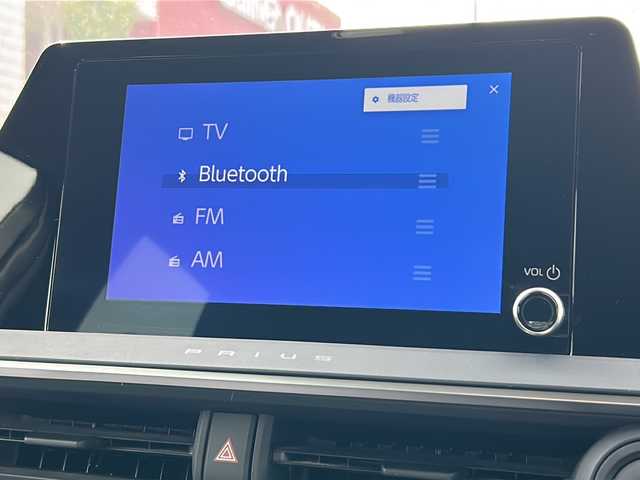 機器設定
TV
Bluetooth
FM
AM
VOL
PRIUS